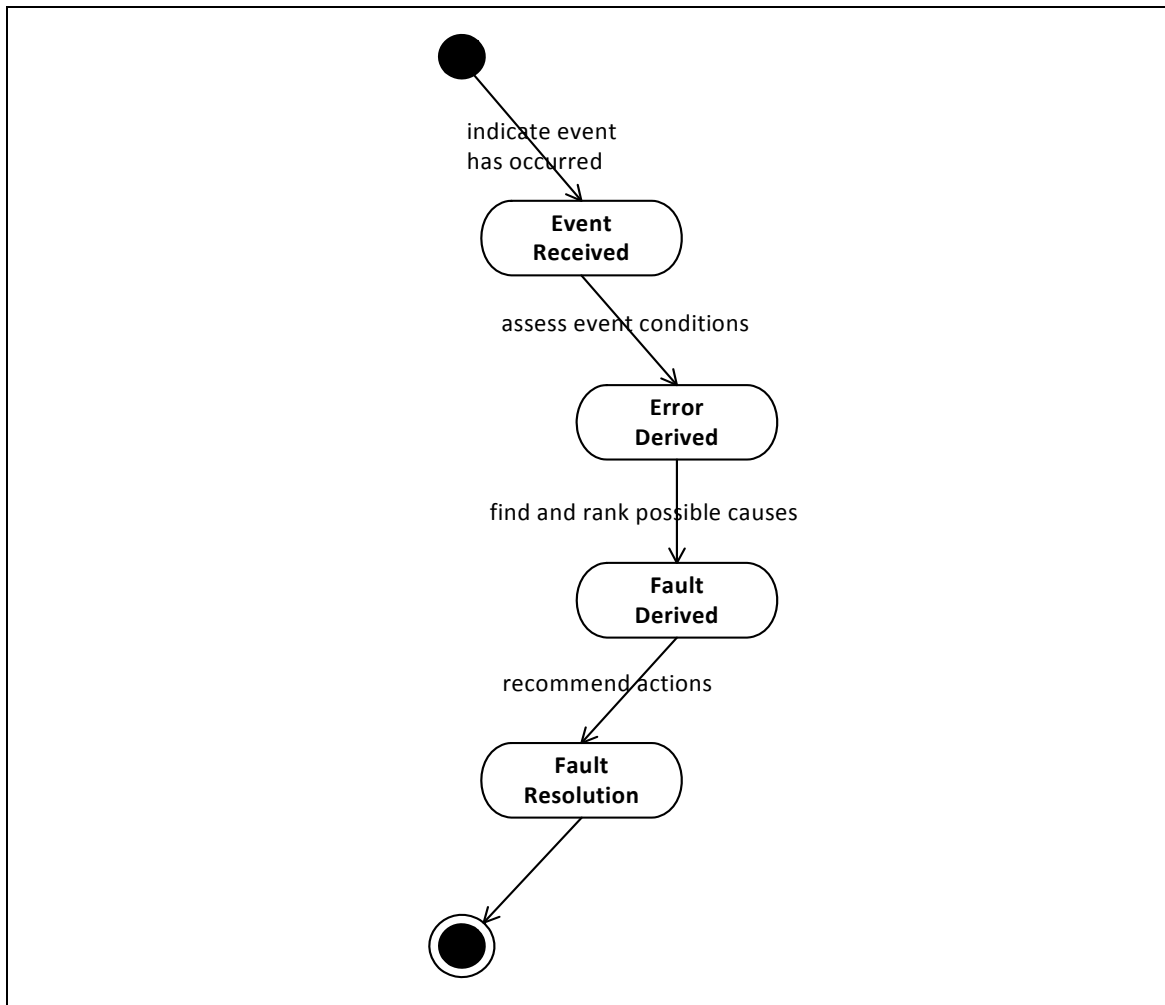 indicate event
has occurred
Event
Received
assess event conditions
Error
Derived
find and rank possible causes
Fault
Derived
recommend actions
Fault
Resolution